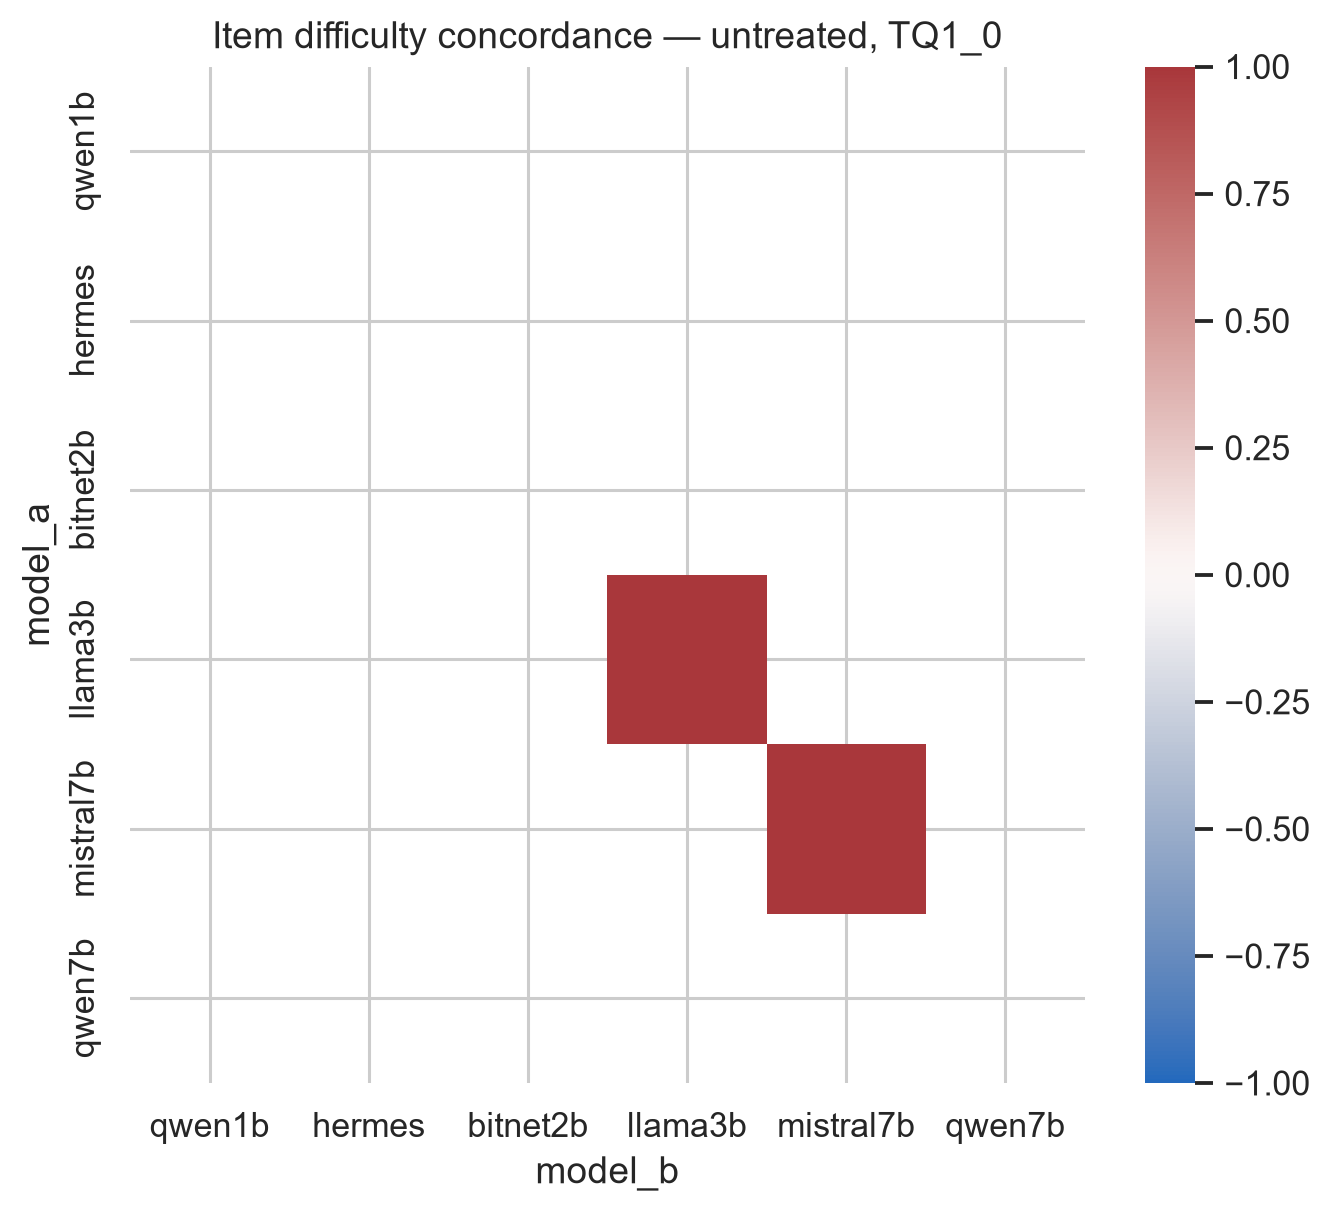 Item difficulty concordance — untreated, TQ1_0
model_a
qwen1b
hermes
bitnet2b
llama3b
mistral7b
qwen7b
qwen1b hermes bitnet2b llama3b mistral7b qwen7b
model_b
1.00
0.75
0.50
0.25
0.00
−0.25
−0.50
−0.75
−1.00